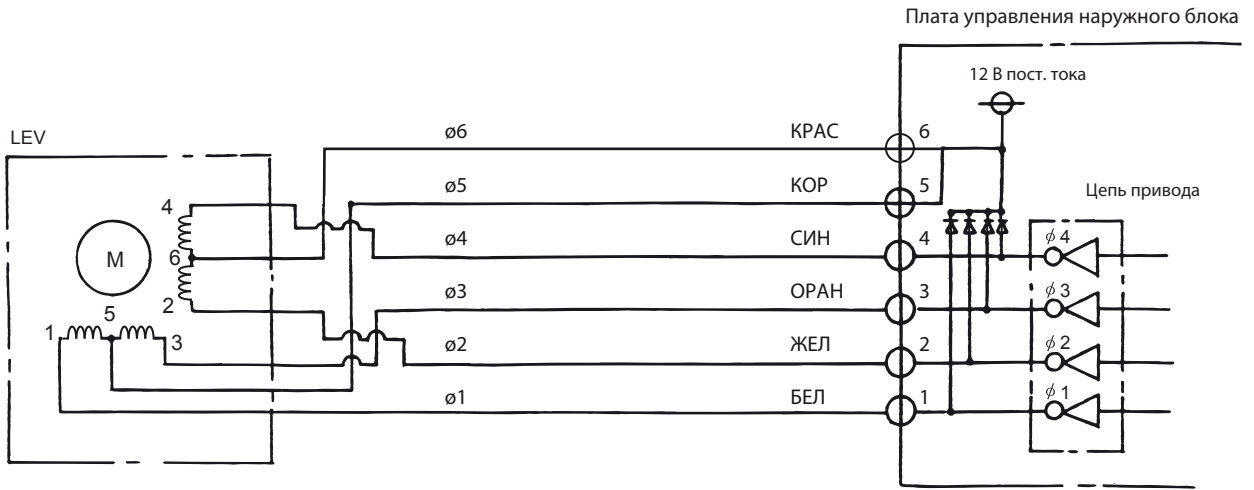 Плата управления наружного блока
12 В пост. тока
LEV
ø6 КРАС 6
ø5 КОР 5
Цепь привода
4
ø4 СИН 4 ϕ 4
M
6
ø3 ОРАН 3 ϕ 3
2
5
1 3
ø2 ЖЕЛ 2 ϕ 2
ø1 БЕЛ 1 ϕ 1